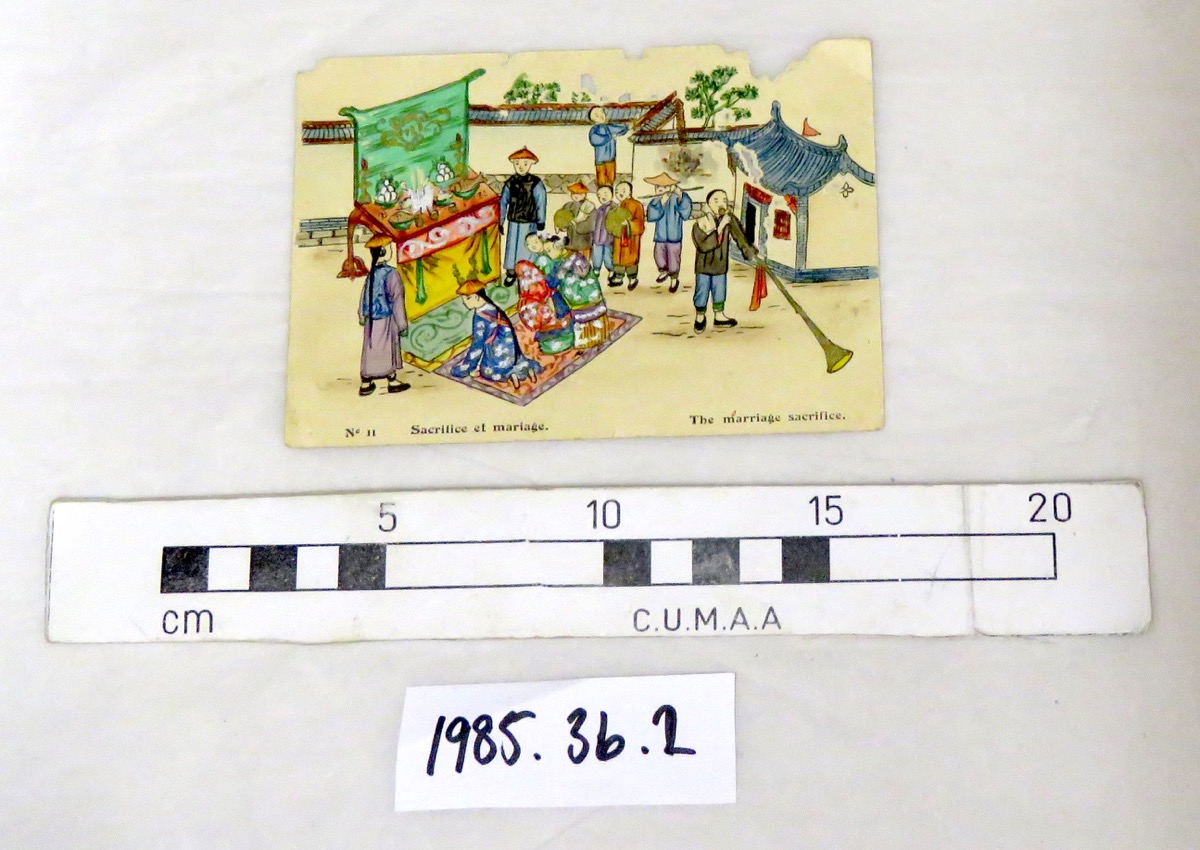 Nº 11 Sacrifice et mariage. The marriage sacrifice.
5 10 15 20
cm C.U.M.A.A
1985.36.2